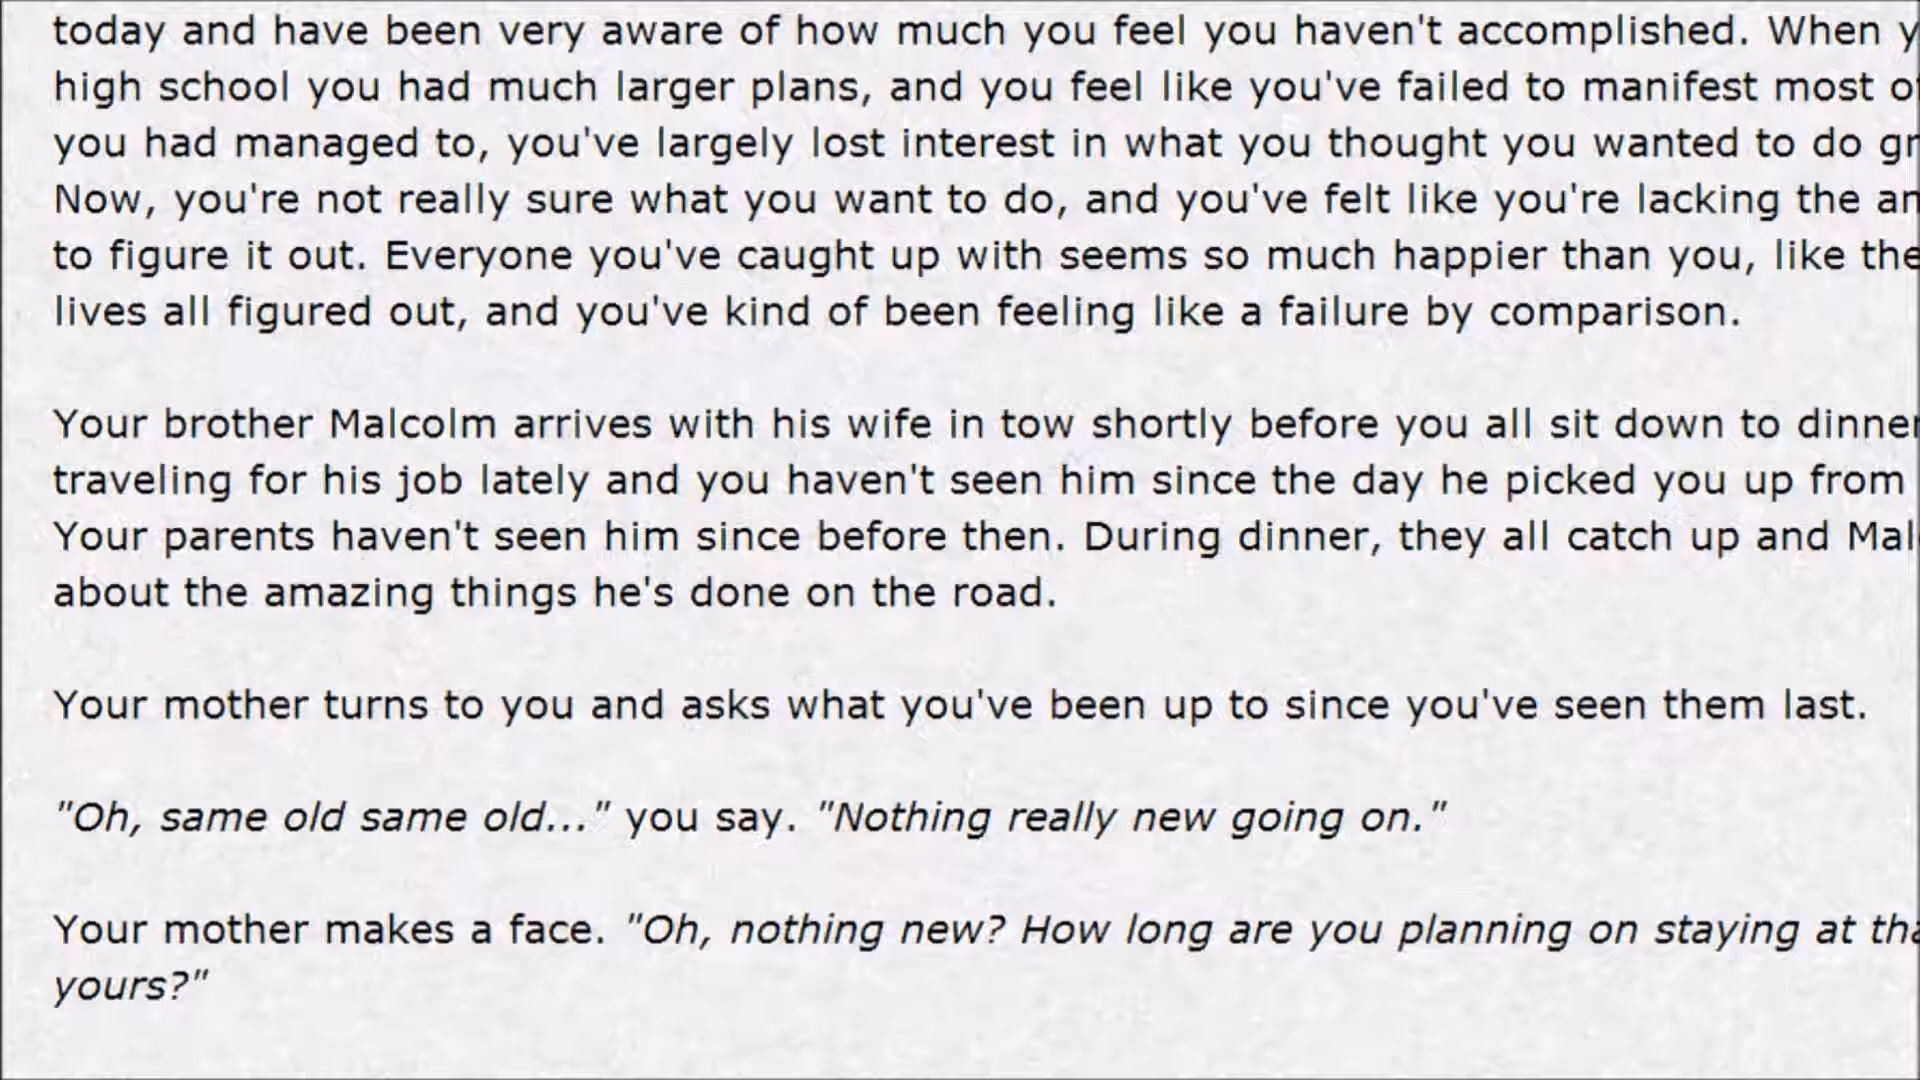 today and have been very aware of how much you feel you haven't accomplished. When
high school you had much larger plans, and you feel like you've failed to manifest most
you had managed to, you've largely lost interest in what you thought you wanted to do
Now, you're not really sure what you want to do, and you've felt like you're lacking the
to figure it out. Everyone you've caught up with seems so much happier than you, like
lives all figured out, and you've kind of been feeling like a failure by comparison.
Your brother Malcolm arrives with his wife in tow shortly before you all sit down to dinner
traveling for his job lately and you haven't seen him since the day he picked you up from
Your parents haven't seen him since before then. During dinner, they all catch up and
about the amazing things he's done on the road.
Your mother turns to you and asks what you've been up to since you've seen them last.
"Oh, same old same old..." you say. "Nothing really new going on."
Your mother makes a face. "Oh, nothing new? How long are you planning on staying at
yours?"